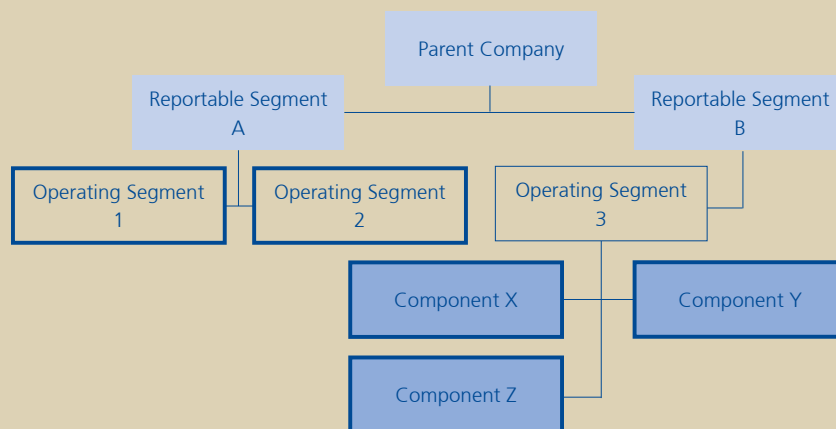 Parent Company
Reportable Segment
A
Reportable Segment
B
Operating Segment
1
Operating Segment
2
Operating Segment
3
Component X
Component Y
Component Z